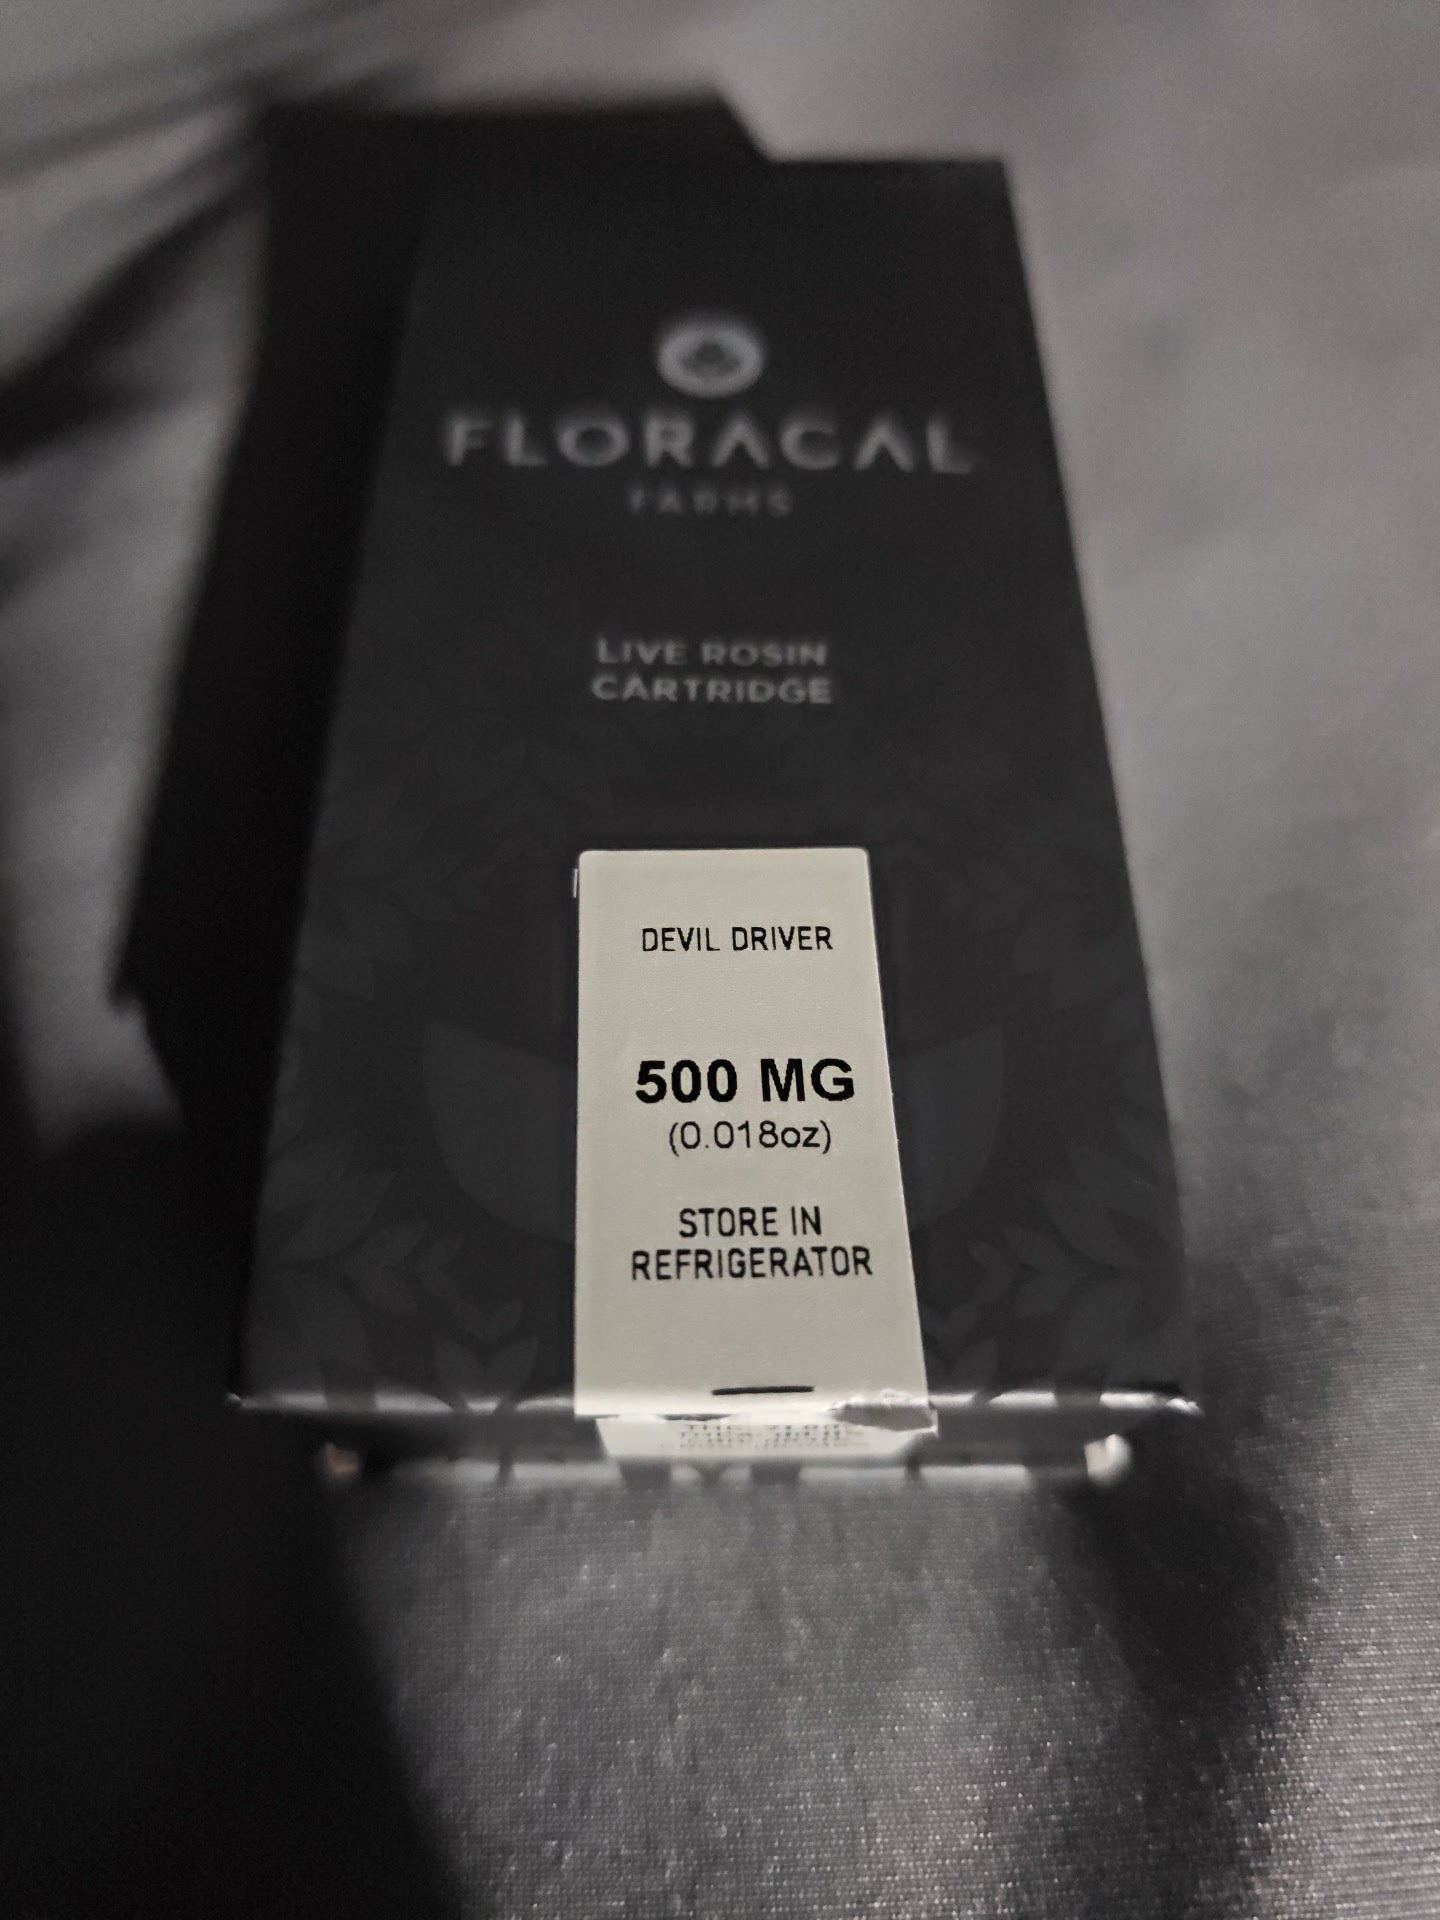 FLORACAL
FARMS
LIVE ROSIN
CARTRIDGE
DEVIL DRIVER
500 MG
(0.018oz)
STORE IN
REFRIGERATOR